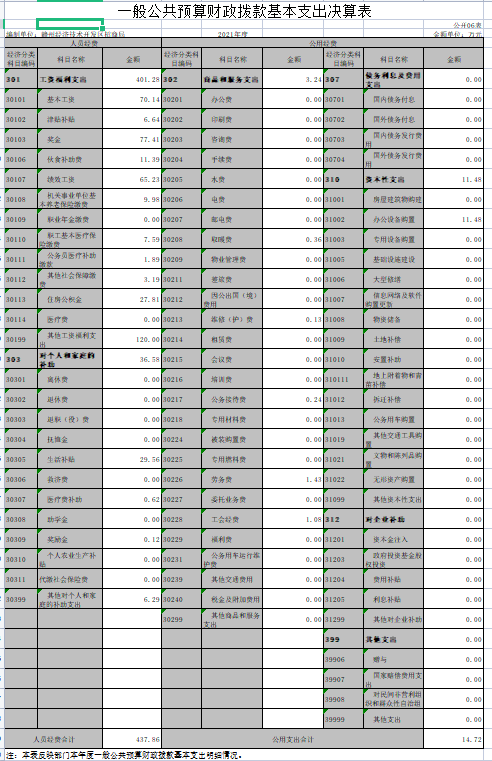 一般公共预算财政拨款基本支出决算表
公开06表
编制单位：赣州经济技术开发区招商局 2021年度 金额单位：万元
人员经费 公用经费
经济分类科目编码 科目名称 金额 经济分类科目编码 科目名称 金额 经济分类科目编码 科目名称 金额
301 工资福利支出 401.28 302 商品和服务支出 3.24 307 债务利息及费用支出 0.00
30101 基本工资 70.14 30201 办公费 0.00 30701 国内债务付息 0.00
30102 津贴补贴 6.64 30202 印刷费 0.00 30702 国外债务付息 0.00
30103 奖金 77.41 30203 咨询费 0.00 30703 国内债务发行费用 0.00
30106 伙食补助费 11.39 30204 手续费 0.00 30704 国外债务发行费用 0.00
30107 绩效工资 65.23 30205 水费 0.00 310 资本性支出 11.48
30108 机关事业单位基本养老保险缴费 9.98 30206 电费 0.00 31001 房屋建筑物购建 0.00
30109 职业年金缴费 0.00 30207 邮电费 0.00 31002 办公设备购置 11.48
30110 职工基本医疗保险缴费 7.59 30208 取暖费 0.36 31003 专用设备购置 0.00
30111 公务员医疗补助缴款 1.89 30209 物业管理费 0.00 31005 基础设施建设 0.00
30112 其他社会保障缴费 3.19 30211 差旅费 0.00 31006 大型修缮 0.00
30113 住房公积金 27.81 30212 因公出国（境）费用 0.00 31007 信息网络及软件购置更新 0.00
30114 医疗费 0.00 30213 维修（护）费 0.13 31008 物资储备 0.00
30199 其他工资福利支出 120.00 30214 租赁费 0.00 31009 土地补偿 0.00
303 对个人和家庭的补助 36.58 30215 会议费 0.00 31010 安置补助 0.00
30301 离休费 0.00 30216 培训费 0.00 310111 地上附着物和青苗补偿 0.00
30302 退休费 0.00 30217 公务接待费 0.24 31012 拆迁补偿 0.00
30303 退职（役）费 0.00 30218 专用材料费 0.00 31013 公务用车购置 0.00
30304 抚恤金 0.00 30224 被装购置费 0.00 31019 其他交通工具购置 0.00
30305 生活补贴 29.56 30225 专用燃料费 0.00 31021 文物和陈列品购置 0.00
30306 救济费 0.00 30226 劳务费 1.43 31022 无形资产购置 0.00
30307 医疗费补助 0.62 30227 委托业务费 0.00 31099 其他资本性支出 0.00
30308 助学金 0.00 30228 工会经费 1.08 312 对企业补助 0.00
30309 奖励金 0.12 30229 福利费 0.00 31201 资本金注入 0.00
30310 个人农业生产补贴 0.00 30231 公务用车运行维护费 0.00 31203 政府投资基金股权投资 0.00
30311 代缴社会保险费 0.00 30239 其他交通费用 0.00 31204 费用补贴 0.00
30399 其他对个人和家庭的补助支出 6.29 30240 税金及附加费用 0.00 31205 利息补贴 0.00
30299 其他商品和服务支出 0.00 31299 其他对企业补助 0.00
399 其他支出 0.00
39906 赠与 0.00
39907 国家赔偿费用支出 0.00
39908 对民间非营利组织和群众性自治组 0.00
39999 其他支出 0.00
人员经费合计 437.86 公用支出合计 14.72
注：本表反映部门本年度一般公共预算财政拨款基本支出明细情况。